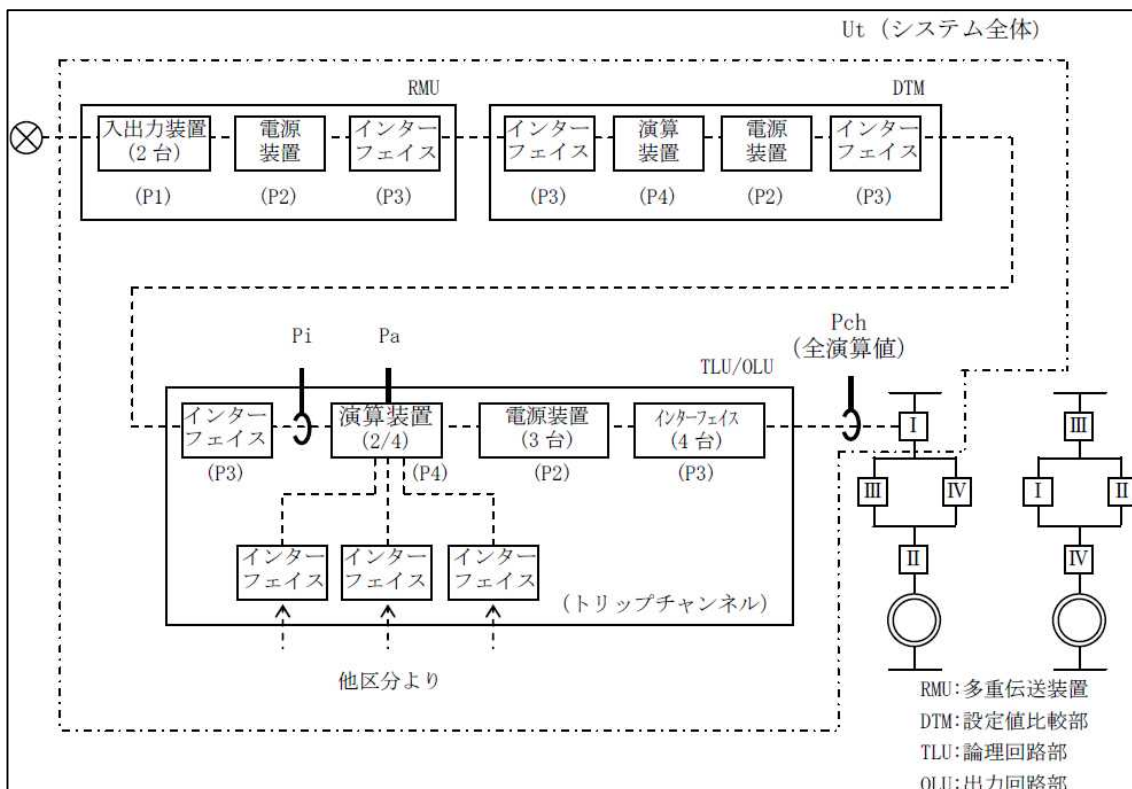 Ut (システム全体)
RMU
DTM
入出力装置
(2台)
(P1)
電源
装置
(P2)
インター
フェイス
(P3)
インター
フェイス
(P3)
演算
装置
(P4)
電源
装置
(P2)
インター
フェイス
(P3)
Pi
Pa
Pch
(全演算値)
TLU/OLU
インター
フェイス
(P3)
演算装置
(2/4)
(P4)
電源装置
(3台)
(P2)
インターフェイス
(4台)
(P3)
インター
フェイス
インター
フェイス
インター
フェイス
(トリップチャンネル)
他区分より
Ⅰ
Ⅲ
Ⅳ
Ⅱ
Ⅲ
Ⅰ
Ⅱ
Ⅳ
RMU:多重伝送装置
DTM:設定値比較部
TLU:論理回路部
OLU:出力回路部